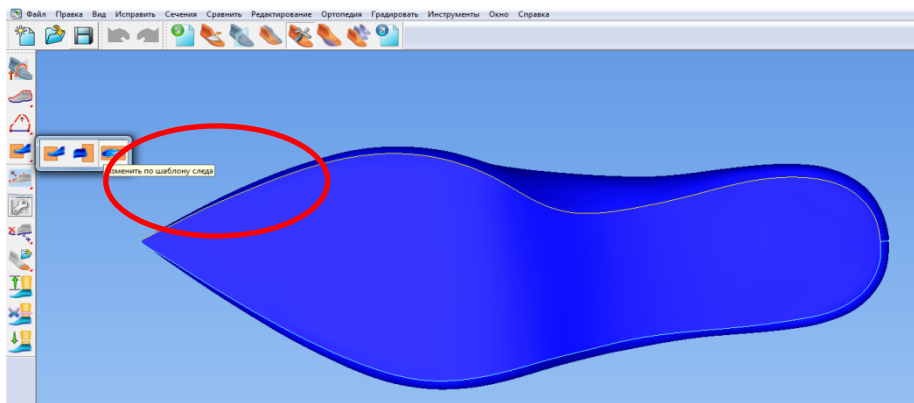 Файл Правка Вид Исправить Сечения Сравнить Редактирование Ортопедия Градировать Инструменты Окно Справка
зменить по шаблону следа